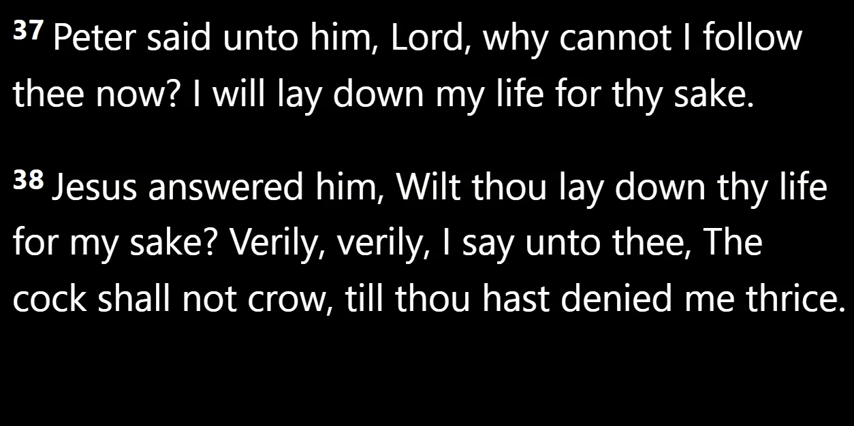 37 Peter said unto him, Lord, why cannot I follow
thee now? I will lay down my life for thy sake.
38 Jesus answered him, Wilt thou lay down thy life
for my sake? Verily, verily, I say unto thee, The
cock shall not crow, till thou hast denied me thrice.